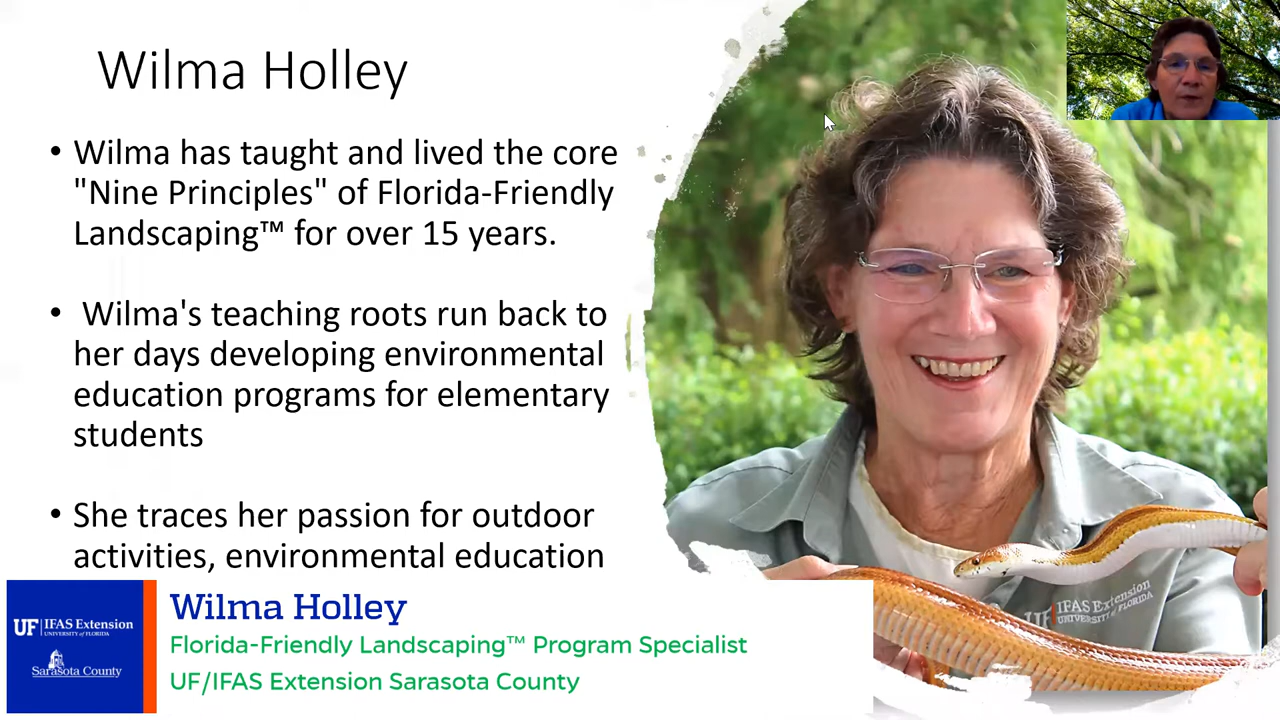 Wilma Holley
• Wilma has taught and lived the core
"Nine Principles" of Florida-Friendly
Landscaping™ for over 15 years.
• Wilma's teaching roots run back to
her days developing environmental
education programs for elementary
students
• She traces her passion for outdoor
activities, environmental education
UF | IFAS Extension
UNIVERSITY of FLORIDA
Sarasota County
Wilma Holley
Florida-Friendly Landscaping™ Program Specialist
UF/IFAS Extension Sarasota County
UF IFAS Extension
UNIVERSITY of FLORIDA